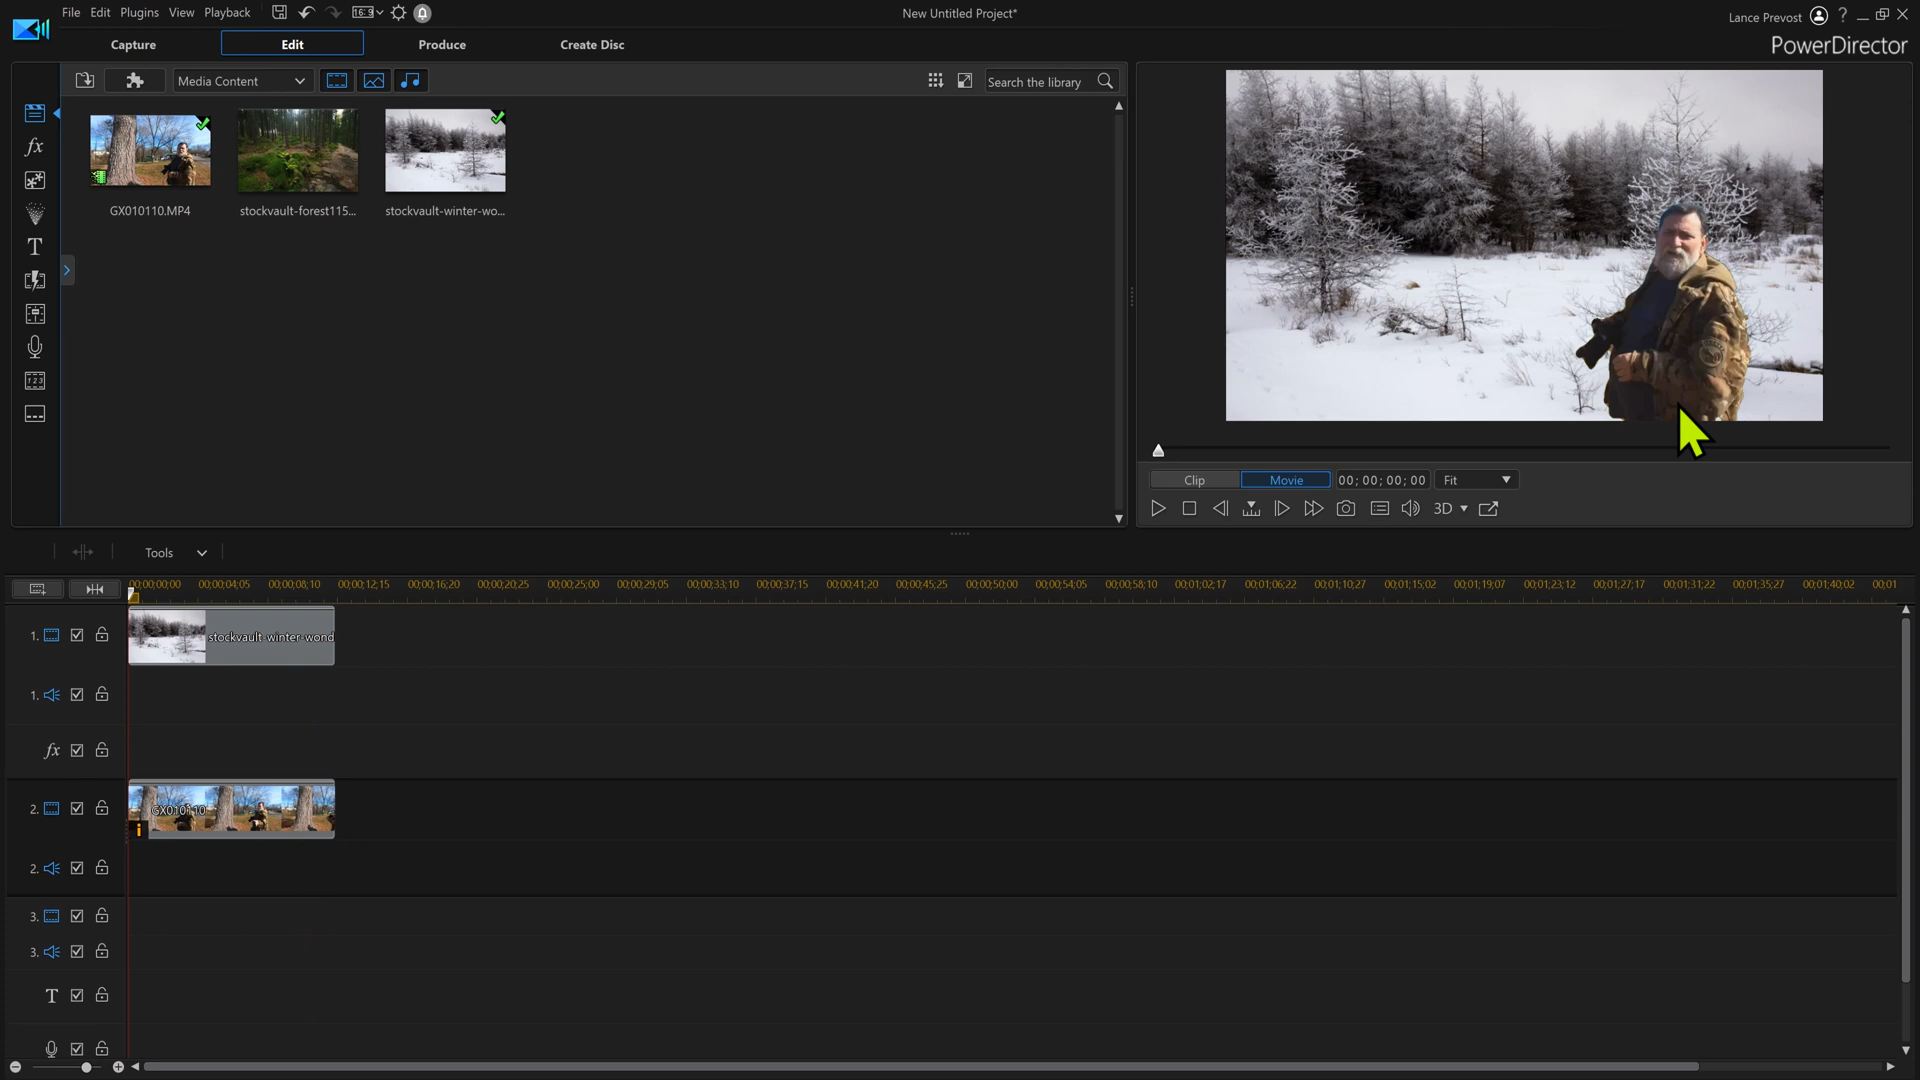 File Edit Plugins View Playback
16:9
New Untitled Project*
Lance Prevost
?
PowerDirector
Capture
Edit
Produce
Create Disc
Media Content
Search the library
GX010110.MP4
stockvault-forest115...
stockvault-winter-wo...
fx
T
1 2 3
Clip
Movie
00; 00; 00; 00
Fit
3D
Tools
00;00;00;00 00;00;04;05 00;00;08;10 00;00;12;15 00;00;16;20 00;00;20;25 00;00;25;00 00;00;29;05 00;00;33;10 00;00;37;15 00;00;41;20 00;00;45;25 00;00;50;00 00;00;54;05 00;00;58;10 00;01;02;17 00;01;06;22 00;01;10;27 00;01;15;02 00;01;19;07 00;01;23;12 00;01;27;17 00;01;31;22 00;01;35;27 00;01;40;02 00;01
1.
stockvault-winter-wond
1.
fx
2.
GX010110
i
2.
3.
3.
T